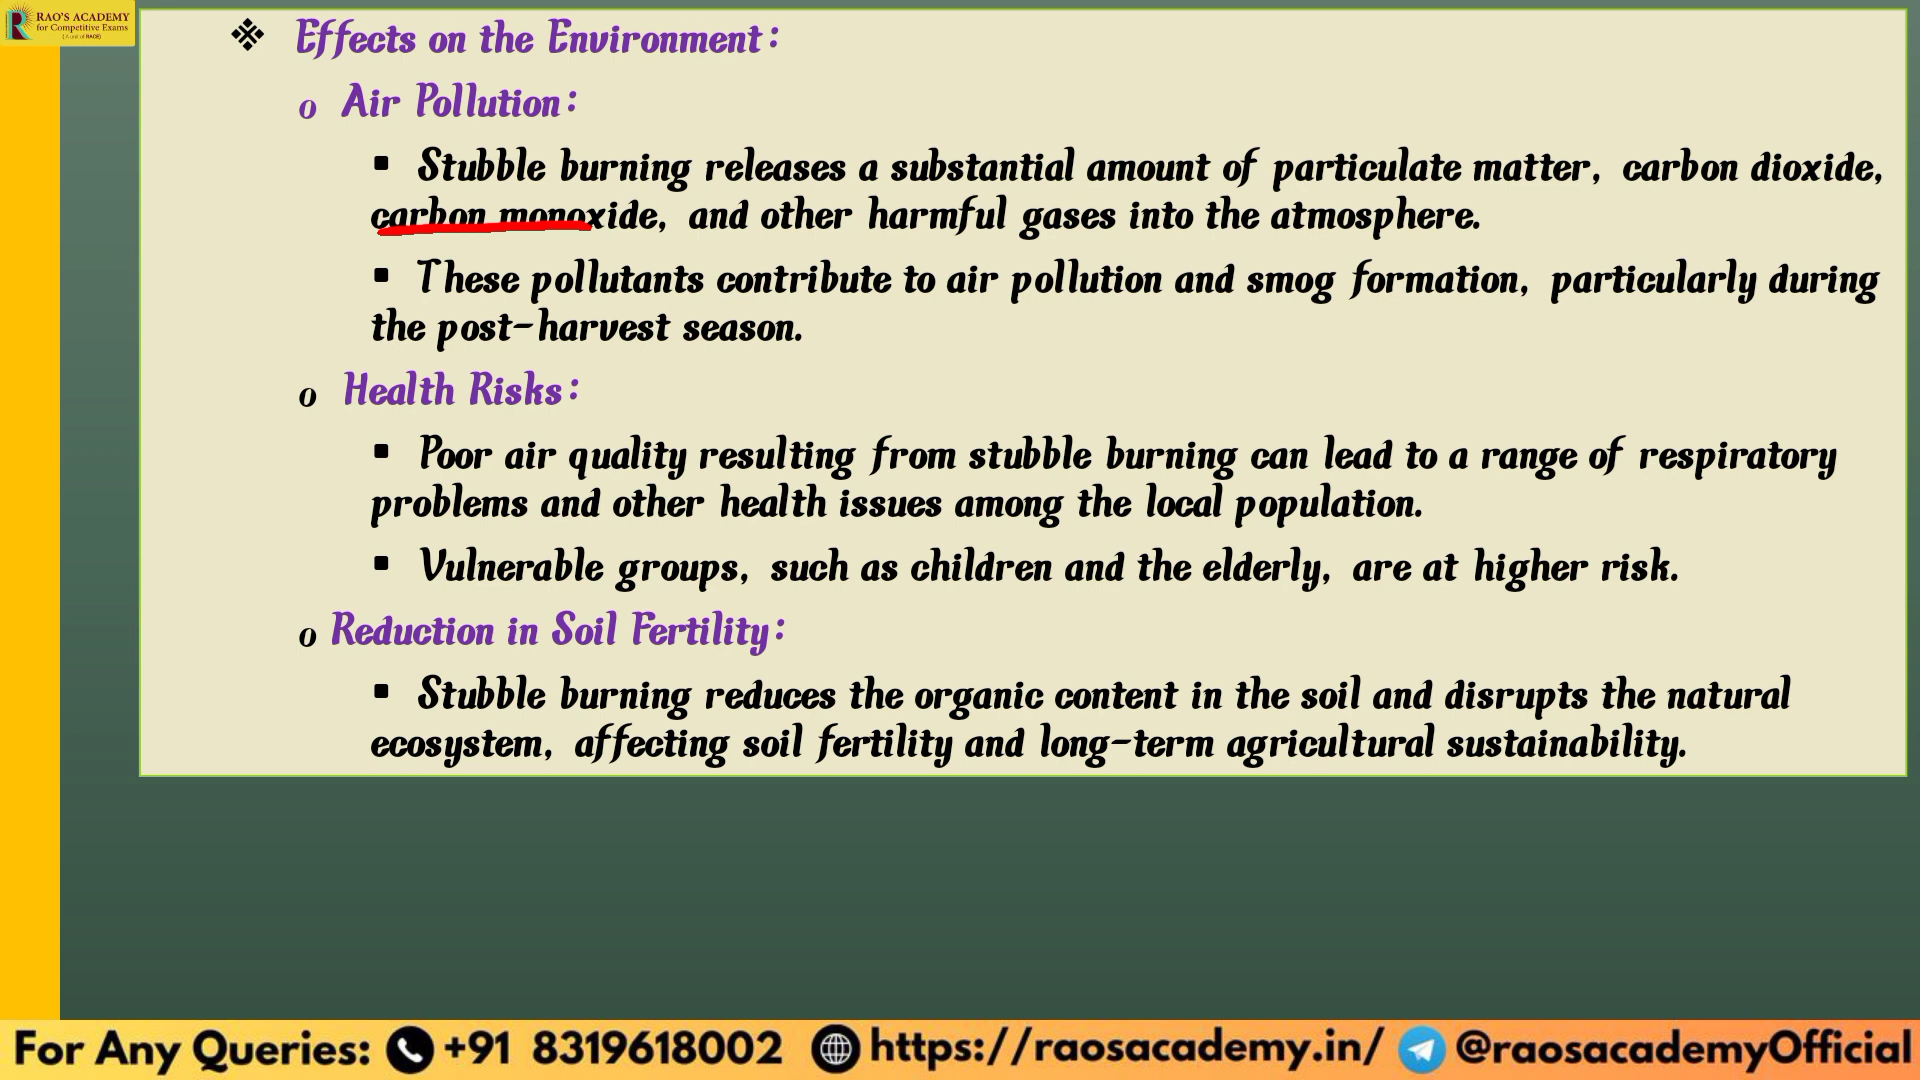 RAO'S ACADEMY
for Competitive Exams
(A unit of RACE)
❖ Effects on the Environment:
o Air Pollution:
▪ Stubble burning releases a substantial amount of particulate matter, carbon dioxide,
carbon monoxide, and other harmful gases into the atmosphere.
▪ These pollutants contribute to air pollution and smog formation, particularly during
the post-harvest season.
o Health Risks:
▪ Poor air quality resulting from stubble burning can lead to a range of respiratory
problems and other health issues among the local population.
▪ Vulnerable groups, such as children and the elderly, are at higher risk.
o Reduction in Soil Fertility:
▪ Stubble burning reduces the organic content in the soil and disrupts the natural
ecosystem, affecting soil fertility and long-term agricultural sustainability.
For Any Queries: +91 8319618002 https://raosacademy.in/ @raosacademyOfficial